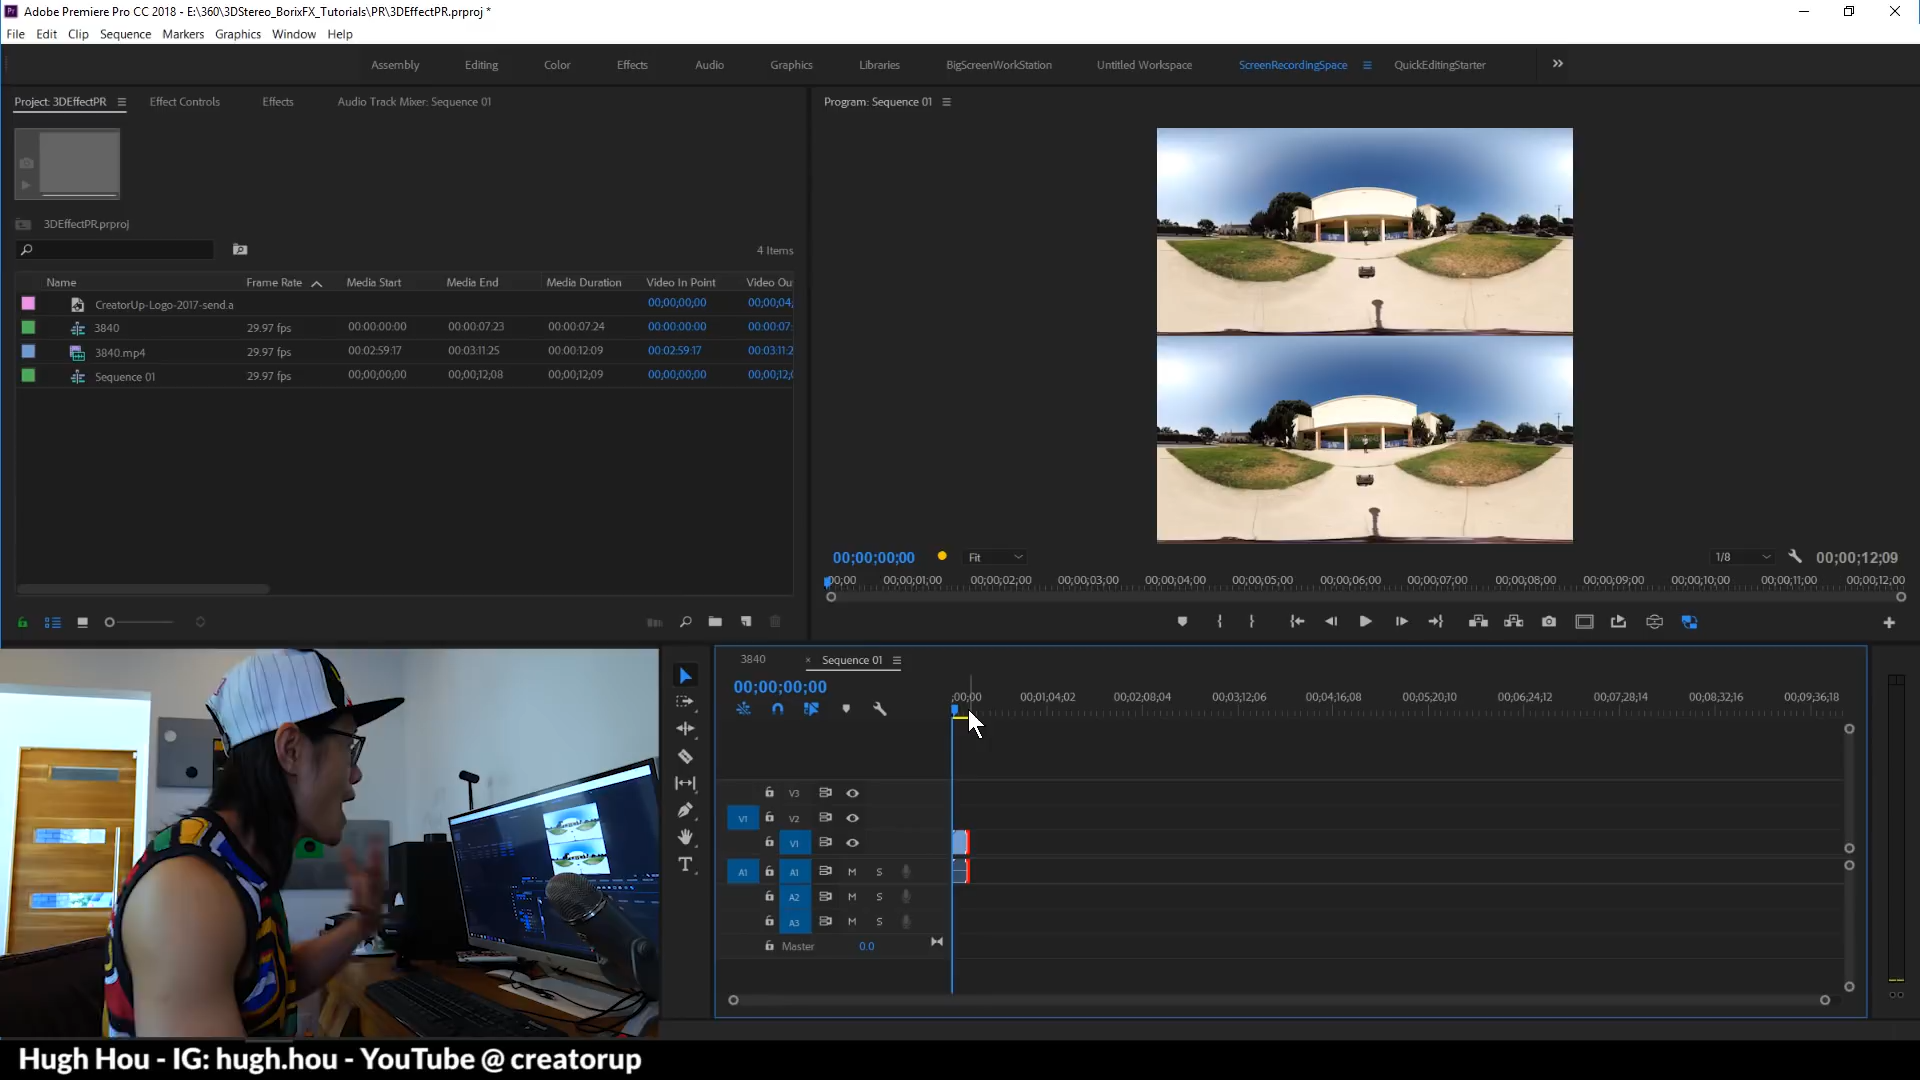 Adobe Premiere Pro CC 2018 - E:\360\3DStereo_BorixFX_Tutorials\PR\3DEffectPR.prproj *
File Edit Clip Sequence Markers Graphics Window Help
Assembly Editing Color Effects Audio Graphics Libraries BigScreenWorkStation Untitled Workspace ScreenRecordingSpace QuickEditingStarter
Project: 3DEffectPR Effect Controls Effects Audio Track Mixer: Sequence 01
Program: Sequence 01
3DEffectPR.prproj
4 Items
Name Frame Rate Media Start Media End Media Duration Video In Point Video Ou
CreatorUp-Logo-2017-send.a 00;00;00;00 00;00;04;
3840 29.97 fps 00:00:00:00 00:00:07:23 00:00:07:24 00:00:00:00 00:00:07:
3840.mp4 29.97 fps 00:02:59:17 00:03:11:25 00:00:12:09 00:02:59:17 00:03:11:2
Sequence 01 29.97 fps 00;00;00;00 00;00;12;08 00;00;12;09 00;00;00;00 00;00;12;
00;00;00;00 Fit 1/8 00;00;12;09
00;00 00;00;01;00 00;00;02;00 00;00;03;00 00;00;04;00 00;00;05;00 00;00;06;00 00;00;07;00 00;00;08;00 00;00;09;00 00;00;10;00 00;00;11;00 00;00;12;00
3840 × Sequence 01
00;00;00;00
;00;00 00;01;04;02 00;02;08;04 00;03;12;06 00;04;16;08 00;05;20;10 00;06;24;12 00;07;28;14 00;08;32;16 00;09;36;18
V3
V1 V2
V1
A1 A1 M S
A2 M S
A3 M S
Master 0.0
Hugh Hou - IG: hugh.hou - YouTube @ creatorup